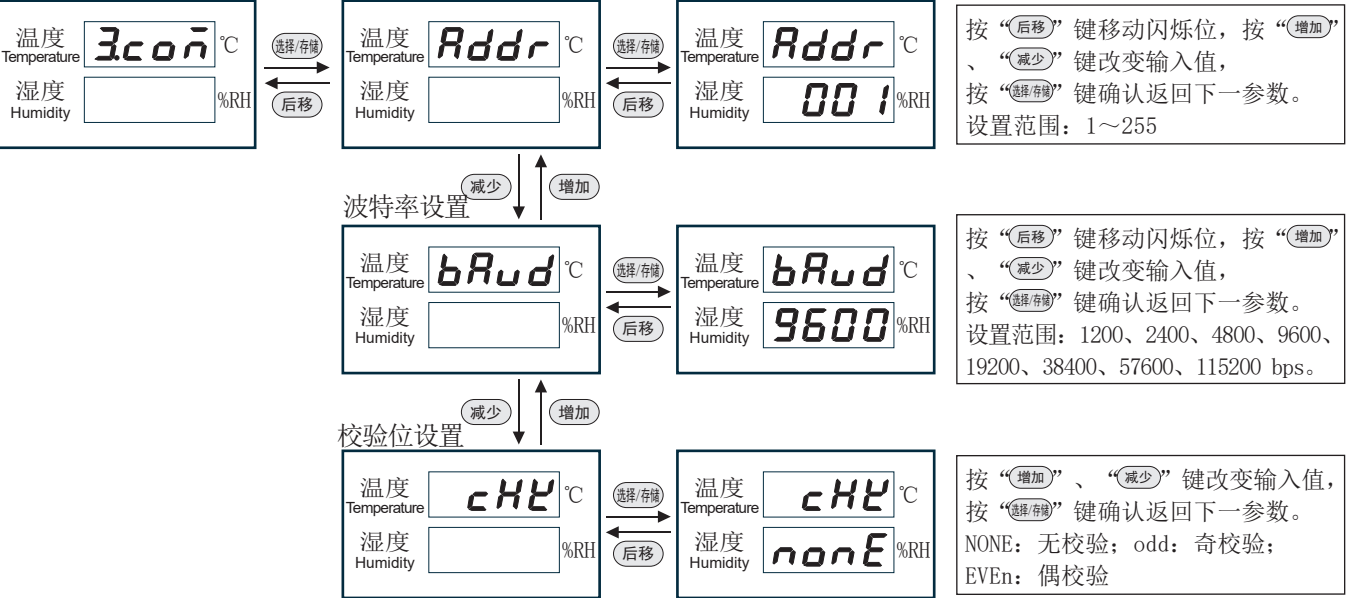 温度 3.com ℃
Temperature
湿度 %RH
Humidity
选择/存储
后移
温度 Addr ℃
Temperature
湿度 %RH
Humidity
选择/存储
后移
温度 Addr ℃
Temperature
湿度 001 %RH
Humidity
按“后移”键移动闪烁位，按“增加”
、“减少”键改变输入值，
按“选择/存储”键确认返回下一参数。
设置范围：1～255
减少 增加
波特率设置
温度 bAud ℃
Temperature
湿度 %RH
Humidity
选择/存储
后移
温度 bAud ℃
Temperature
湿度 9600 %RH
Humidity
按“后移”键移动闪烁位，按“增加”
、“减少”键改变输入值，
按“选择/存储”键确认返回下一参数。
设置范围：1200、2400、4800、9600、
19200、38400、57600、115200 bps。
减少 增加
校验位设置
温度 cHK ℃
Temperature
湿度 %RH
Humidity
选择/存储
后移
温度 cHK ℃
Temperature
湿度 nonE %RH
Humidity
按“增加”、“减少”键改变输入值，
按“选择/存储”键确认返回下一参数。
NONE：无校验；odd：奇校验；
EVEn：偶校验